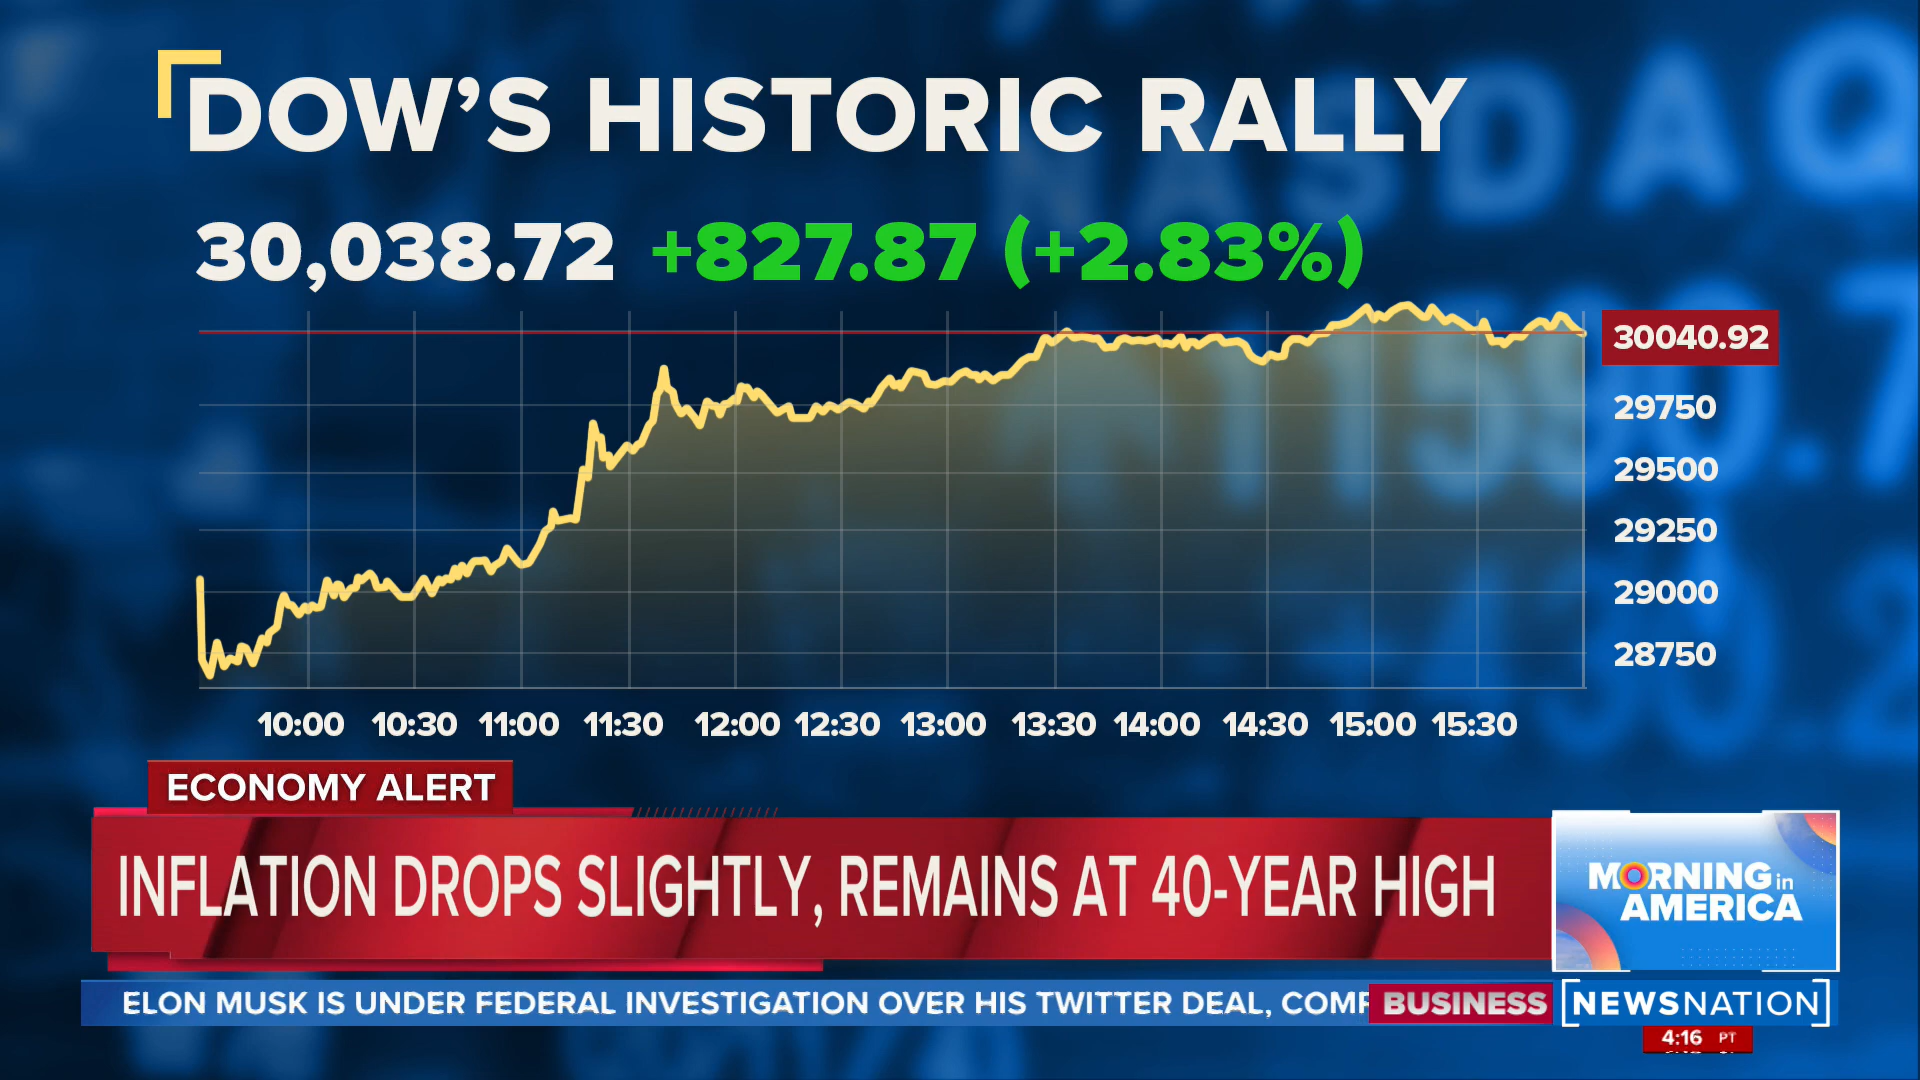 DOW'S HISTORIC RALLY
30,038.72 +827.87 (+2.83%)
30040.92
29750
29500
29250
29000
28750
10:00 10:30 11:00 11:30 12:00 12:30 13:00 13:30 14:00 14:30 15:00 15:30
ECONOMY ALERT
INFLATION DROPS SLIGHTLY, REMAINS AT 40-YEAR HIGH
MORNING in
AMERICA
ELON MUSK IS UNDER FEDERAL INVESTIGATION OVER HIS TWITTER DEAL, BUSINESS NEWSNATION
4:16 PT
NASDAQ